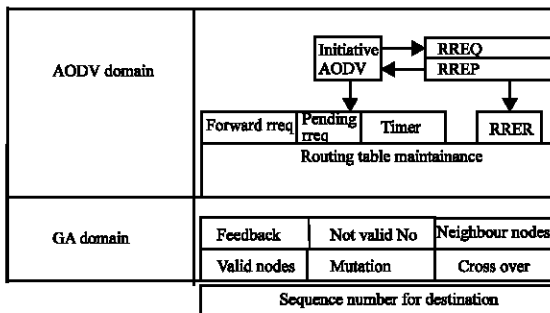 Initiative
AODV
RREQ
RREP
AODV domain
Forward rreq
Pending
rreq
Timer
RRER
Routing table maintainance
GA domain
Feedback
Not valid No
Neighbour nodes
Valid nodes
Mutation
Cross over
Sequence number for destination